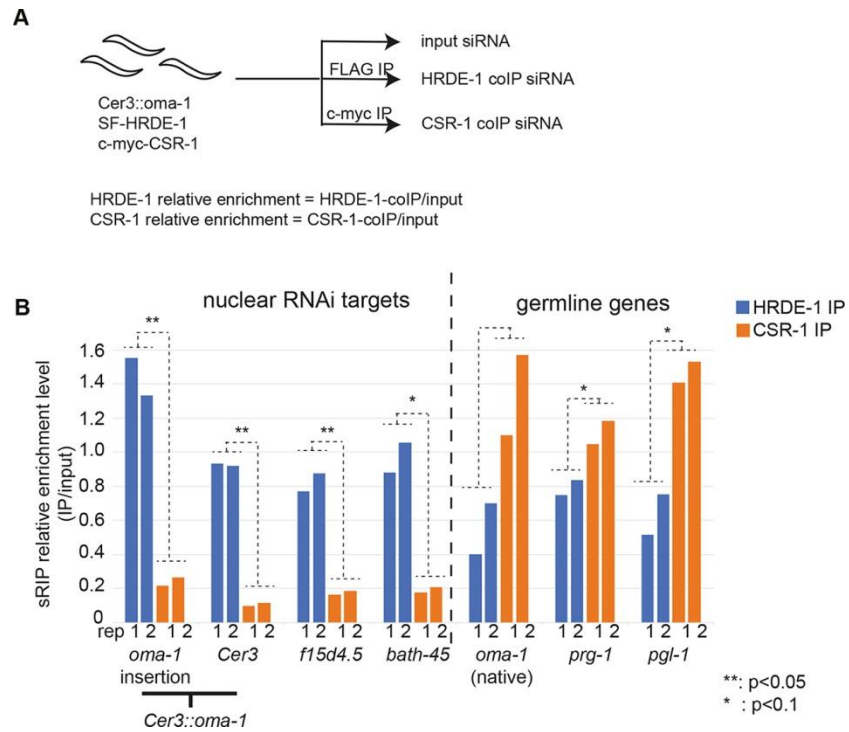 A
input siRNA
FLAG IP
HRDE-1 coIP siRNA
c-myc IP
CSR-1 coIP siRNA
Cer3::oma-1
SF-HRDE-1
c-myc-CSR-1
HRDE-1 relative enrichment = HRDE-1-coIP/input
CSR-1 relative enrichment = CSR-1-coIP/input
B
nuclear RNAi targets
germline genes
HRDE-1 IP
CSR-1 IP
sRIP relative enrichment level
(IP/input)
1.6
1.4
1.2
1.0
0.8
0.6
0.4
0.2
0
**
**
**
*
*
*
rep 1 2 1 2 1 2 1 2 1 2 1 2 1 2 1 2 1 2 1 2 1 2 1 2 1 2 1 2
oma-1 Cer3 f15d4.5 bath-45 oma-1 prg-1 pgl-1
insertion (native)
Cer3::oma-1
**: p<0.05
* : p<0.1